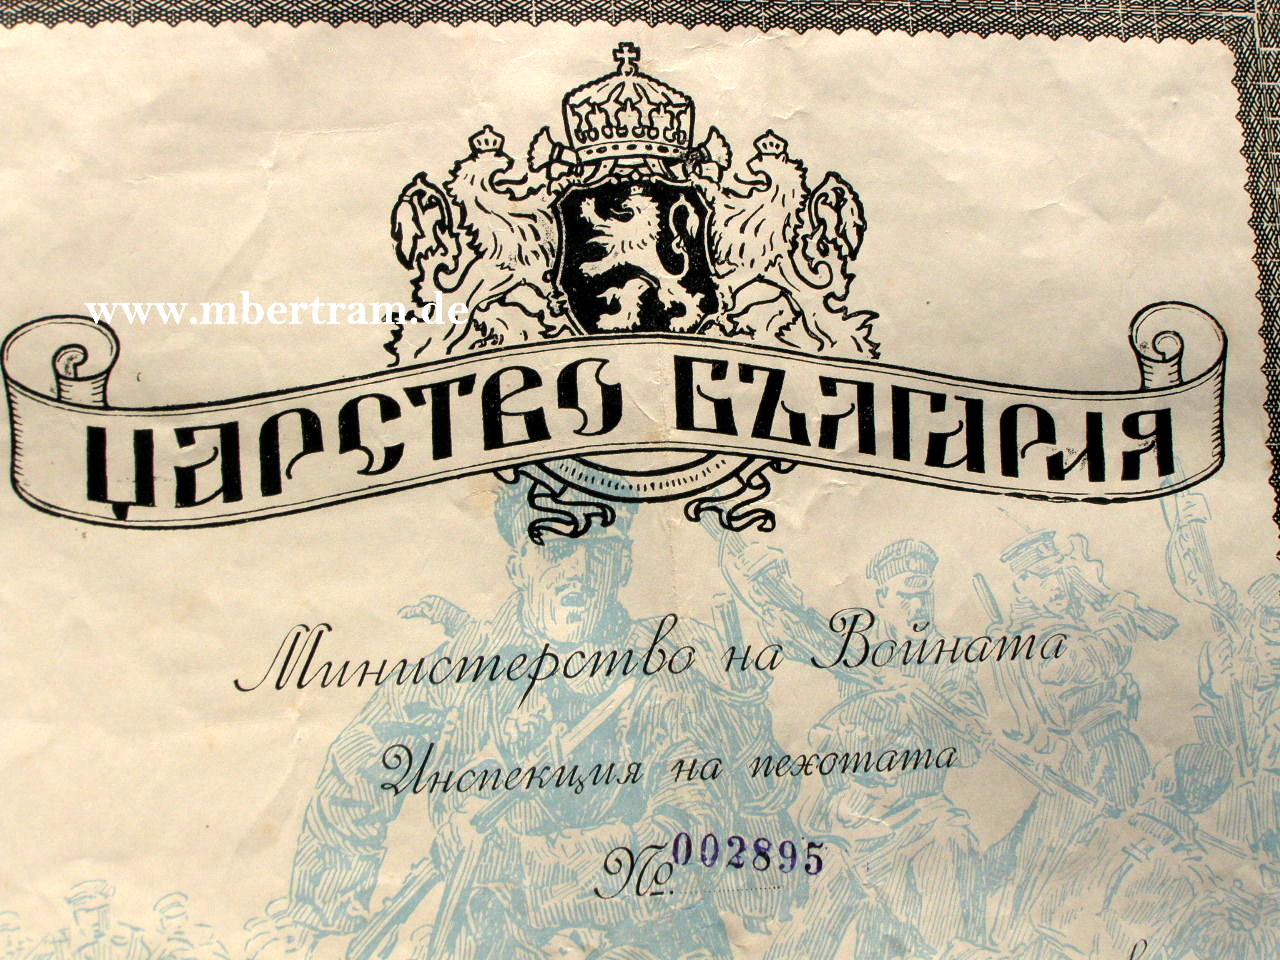 www.mbertram.de
ЦАРСТВО БЪЛГАРИЯ
Министерство на Войната
Инспекция на пехотата
№ 002895